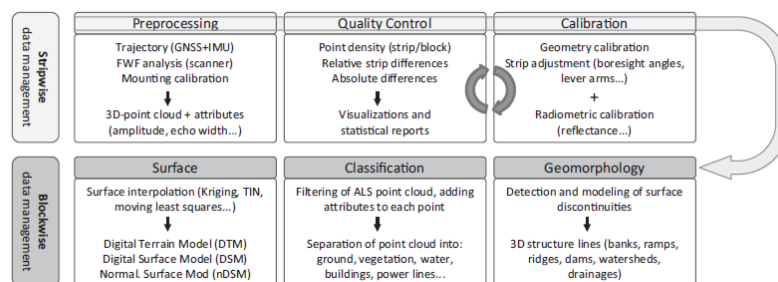 Stripwise
data management
Preprocessing
Trajectory (GNSS+IMU)
FWF analysis (scanner)
Mounting calibration
3D-point cloud + attributes
(amplitude, echo width...)
Quality Control
Point density (strip/block)
Relative strip differences
Absolute differences
Visualizations and
statistical reports
Calibration
Geometry calibration
Strip adjustment (boresight angles,
lever arms...)
+
Radiometric calibration
(reflectance...)
Blockwise
data management
Surface
Surface interpolation (Kriging, TIN,
moving least squares...)
Digital Terrain Model (DTM)
Digital Surface Model (DSM)
Normal. Surface Mod (nDSM)
Classification
Filtering of ALS point cloud, adding
attributes to each point
Separation of point cloud into:
ground, vegetation, water,
buildings, power lines...
Geomorphology
Detection and modeling of surface
discontinuities
3D structure lines (banks, ramps,
ridges, dams, watersheds,
drainages)